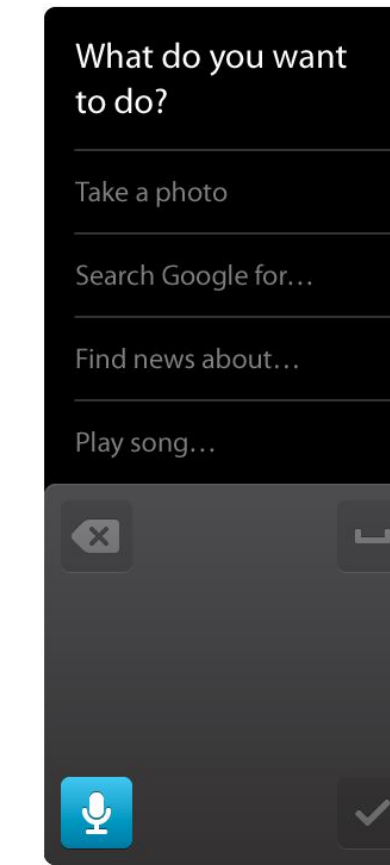 What do you want
to do?
Take a photo
Search Google for…
Find news about…
Play song…